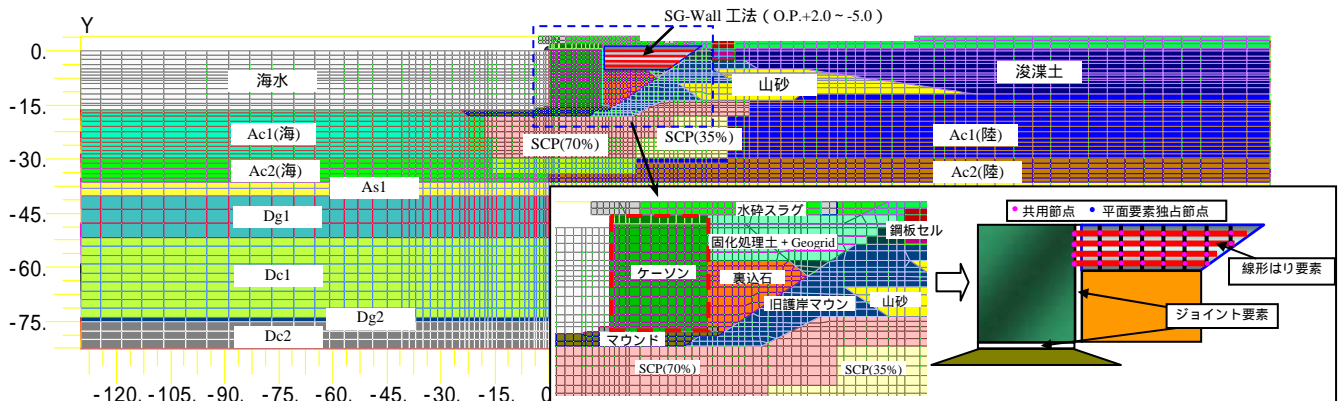 SG-Wall 工法（O.P.+2.0～-5.0）
Y
0.
-15
-30.
-45.
-60.
-75.
海水
山砂
浚渫土
Ac1(海)
SCP(70%)
SCP(35%)
Ac1(陸)
Ac2(海)
Ac2(陸)
As1
Dg1
Dc1
Dg2
Dc2
-120. -105. -90. -75. -60. -45. -30. -15. 0
水砕スラグ
鋼板セル
固化処理土 + Geogrid
ケーソン
裏込石
旧護岸マウン
山砂
マウンド
SCP(70%)
SCP(35%)
共用節点
平面要素独占節点
線形はり要素
ジョイント要素